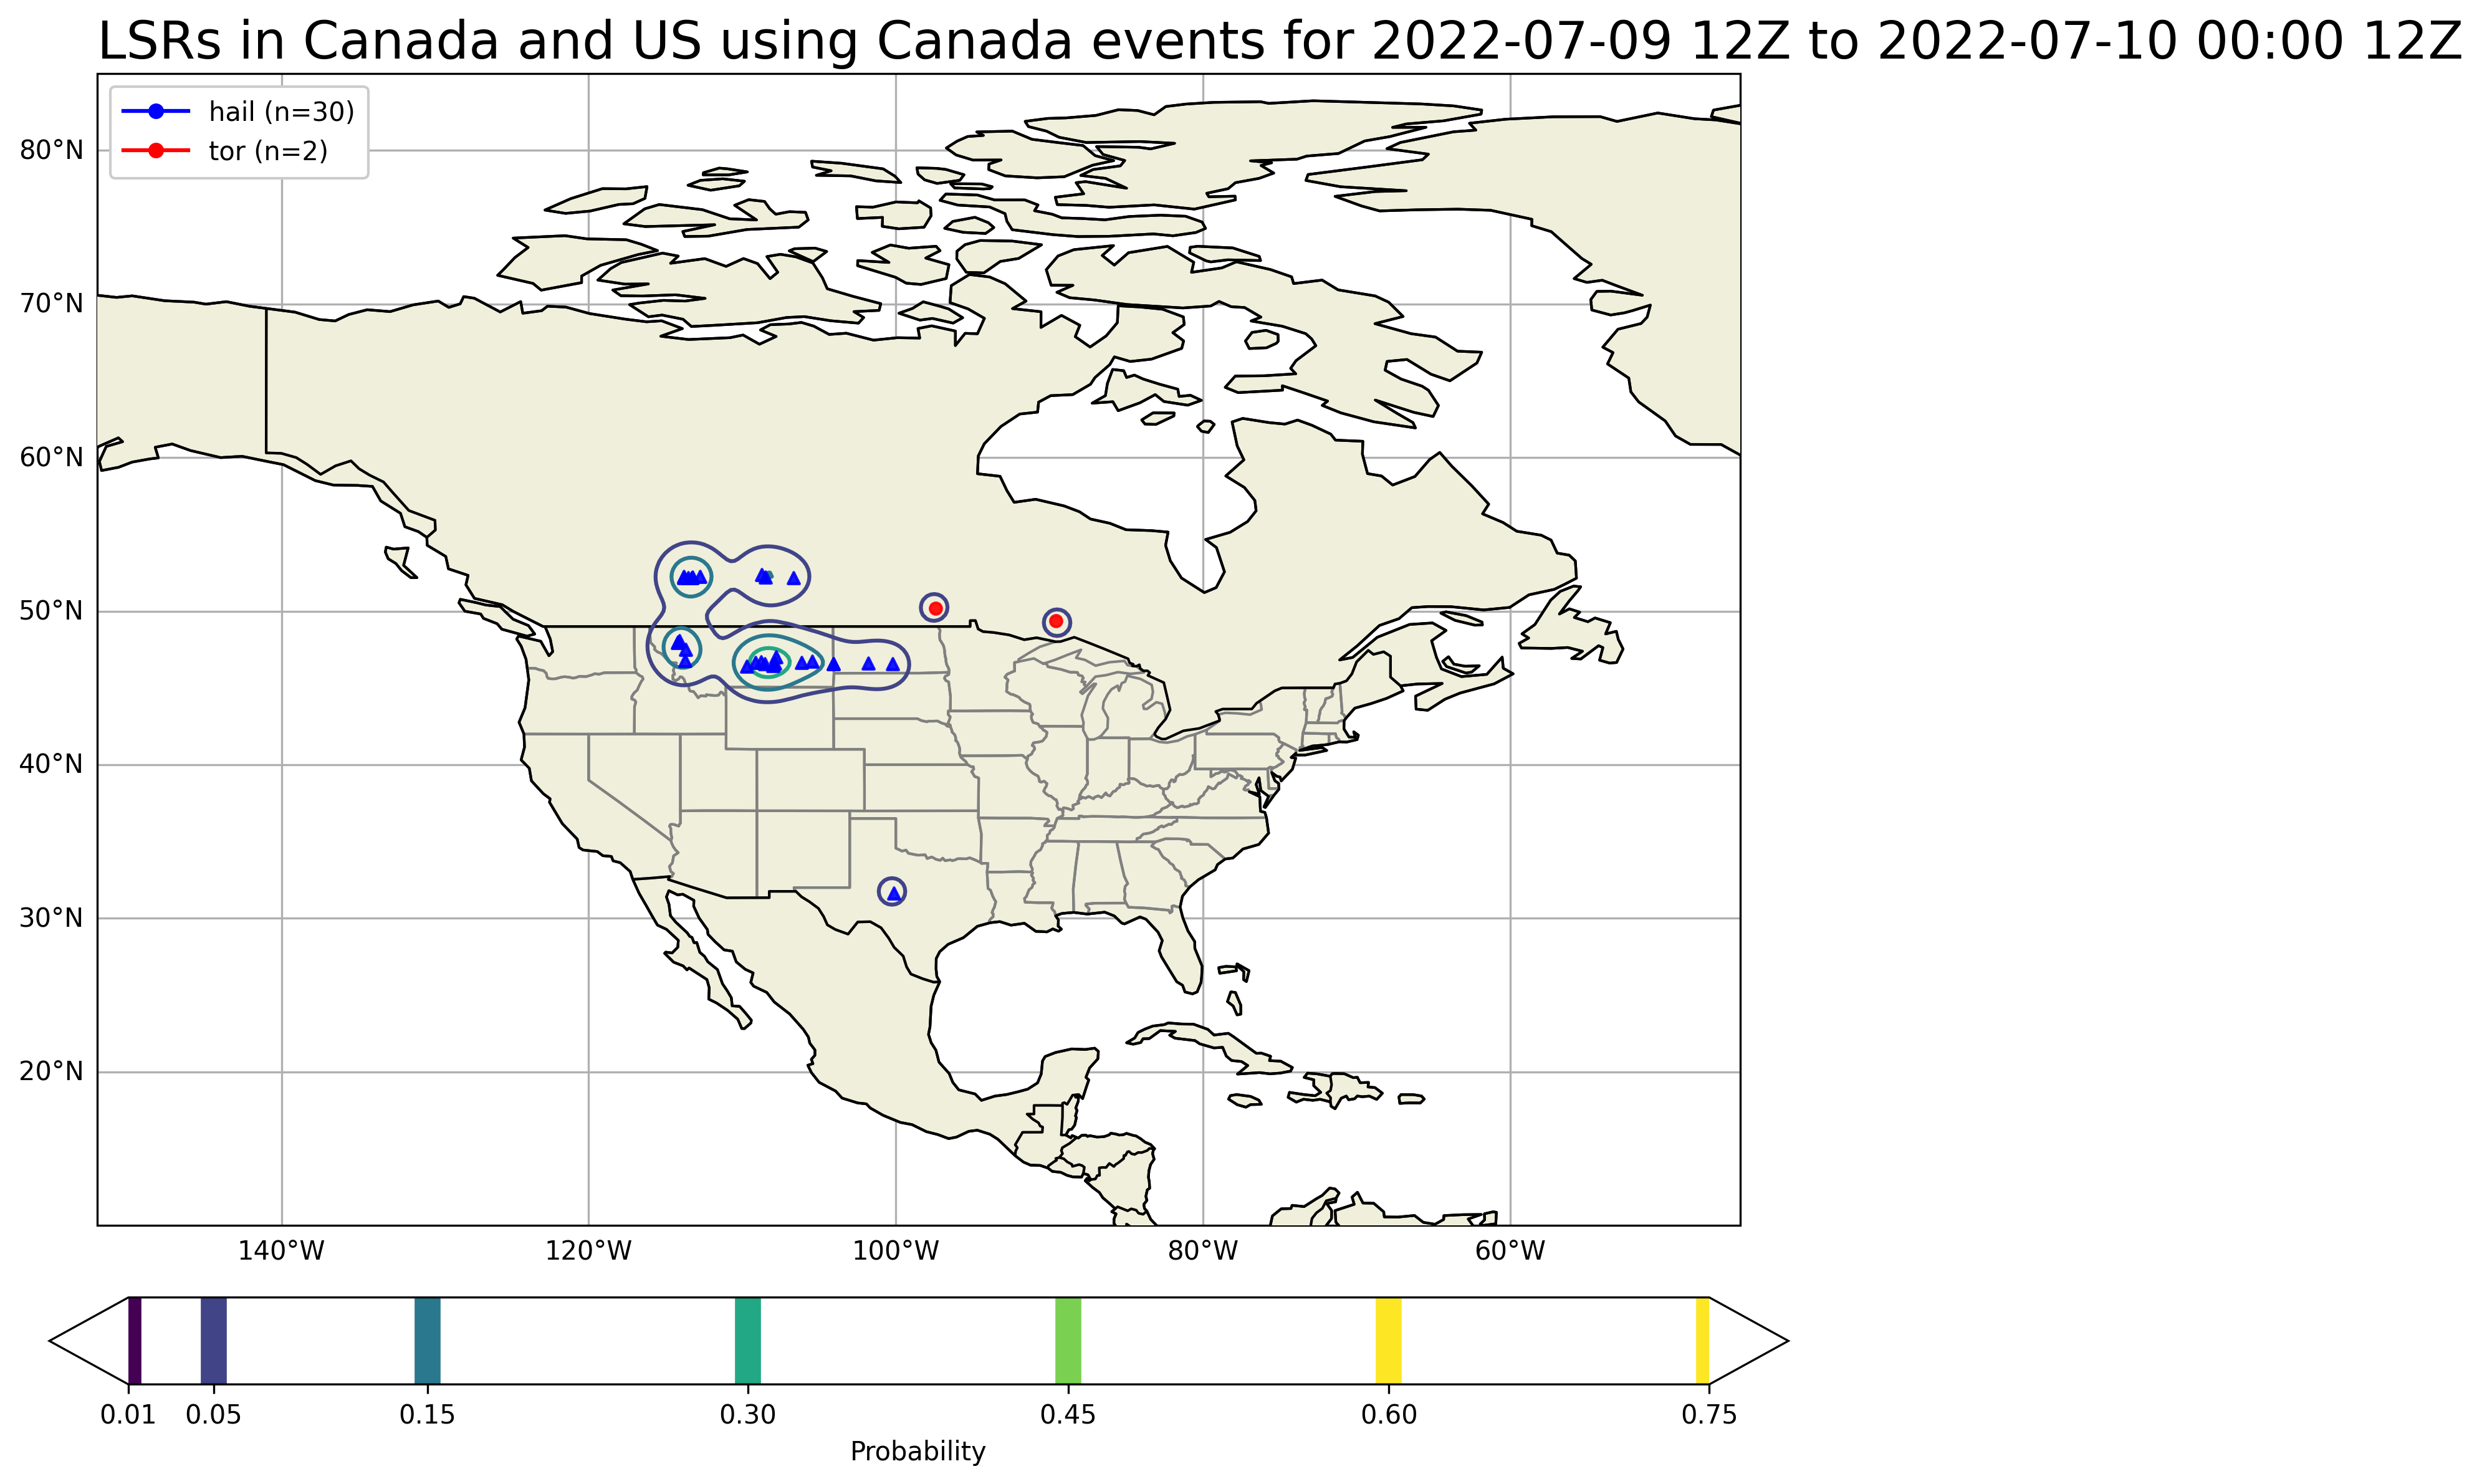 LSRs in Canada and US using Canada events for 2022-07-09 12Z to 2022-07-10 00:00 12Z
hail (n=30)
tor (n=2)
80°N
70°N
60°N
50°N
40°N
30°N
20°N
140°W 120°W 100°W 80°W 60°W
0.01 0.05 0.15 0.30 0.45 0.60 0.75
Probability